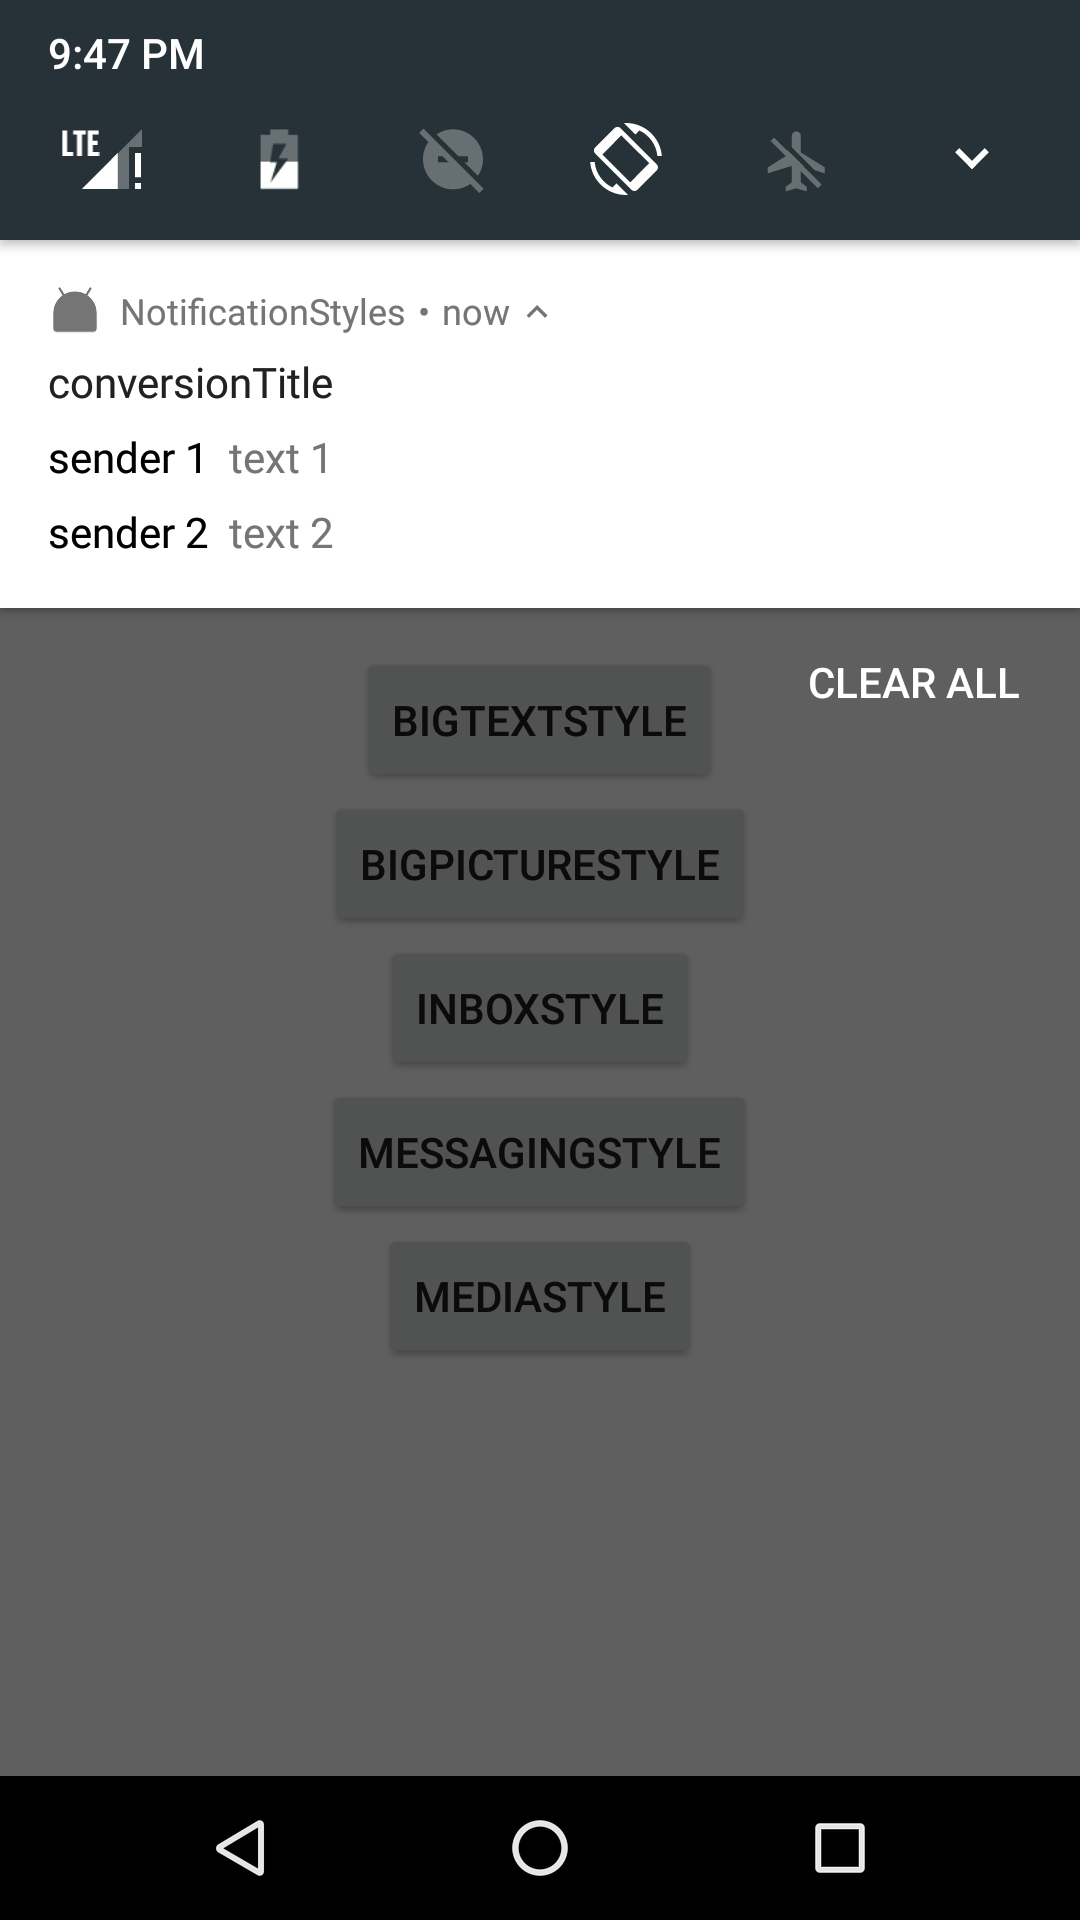 9:47 PM
LTE
NotificationStyles • now
conversionTitle
sender 1 text 1
sender 2 text 2
CLEAR ALL
BIGTEXTSTYLE
BIGPICTURESTYLE
INBOXSTYLE
MESSAGINGSTYLE
MEDIASTYLE